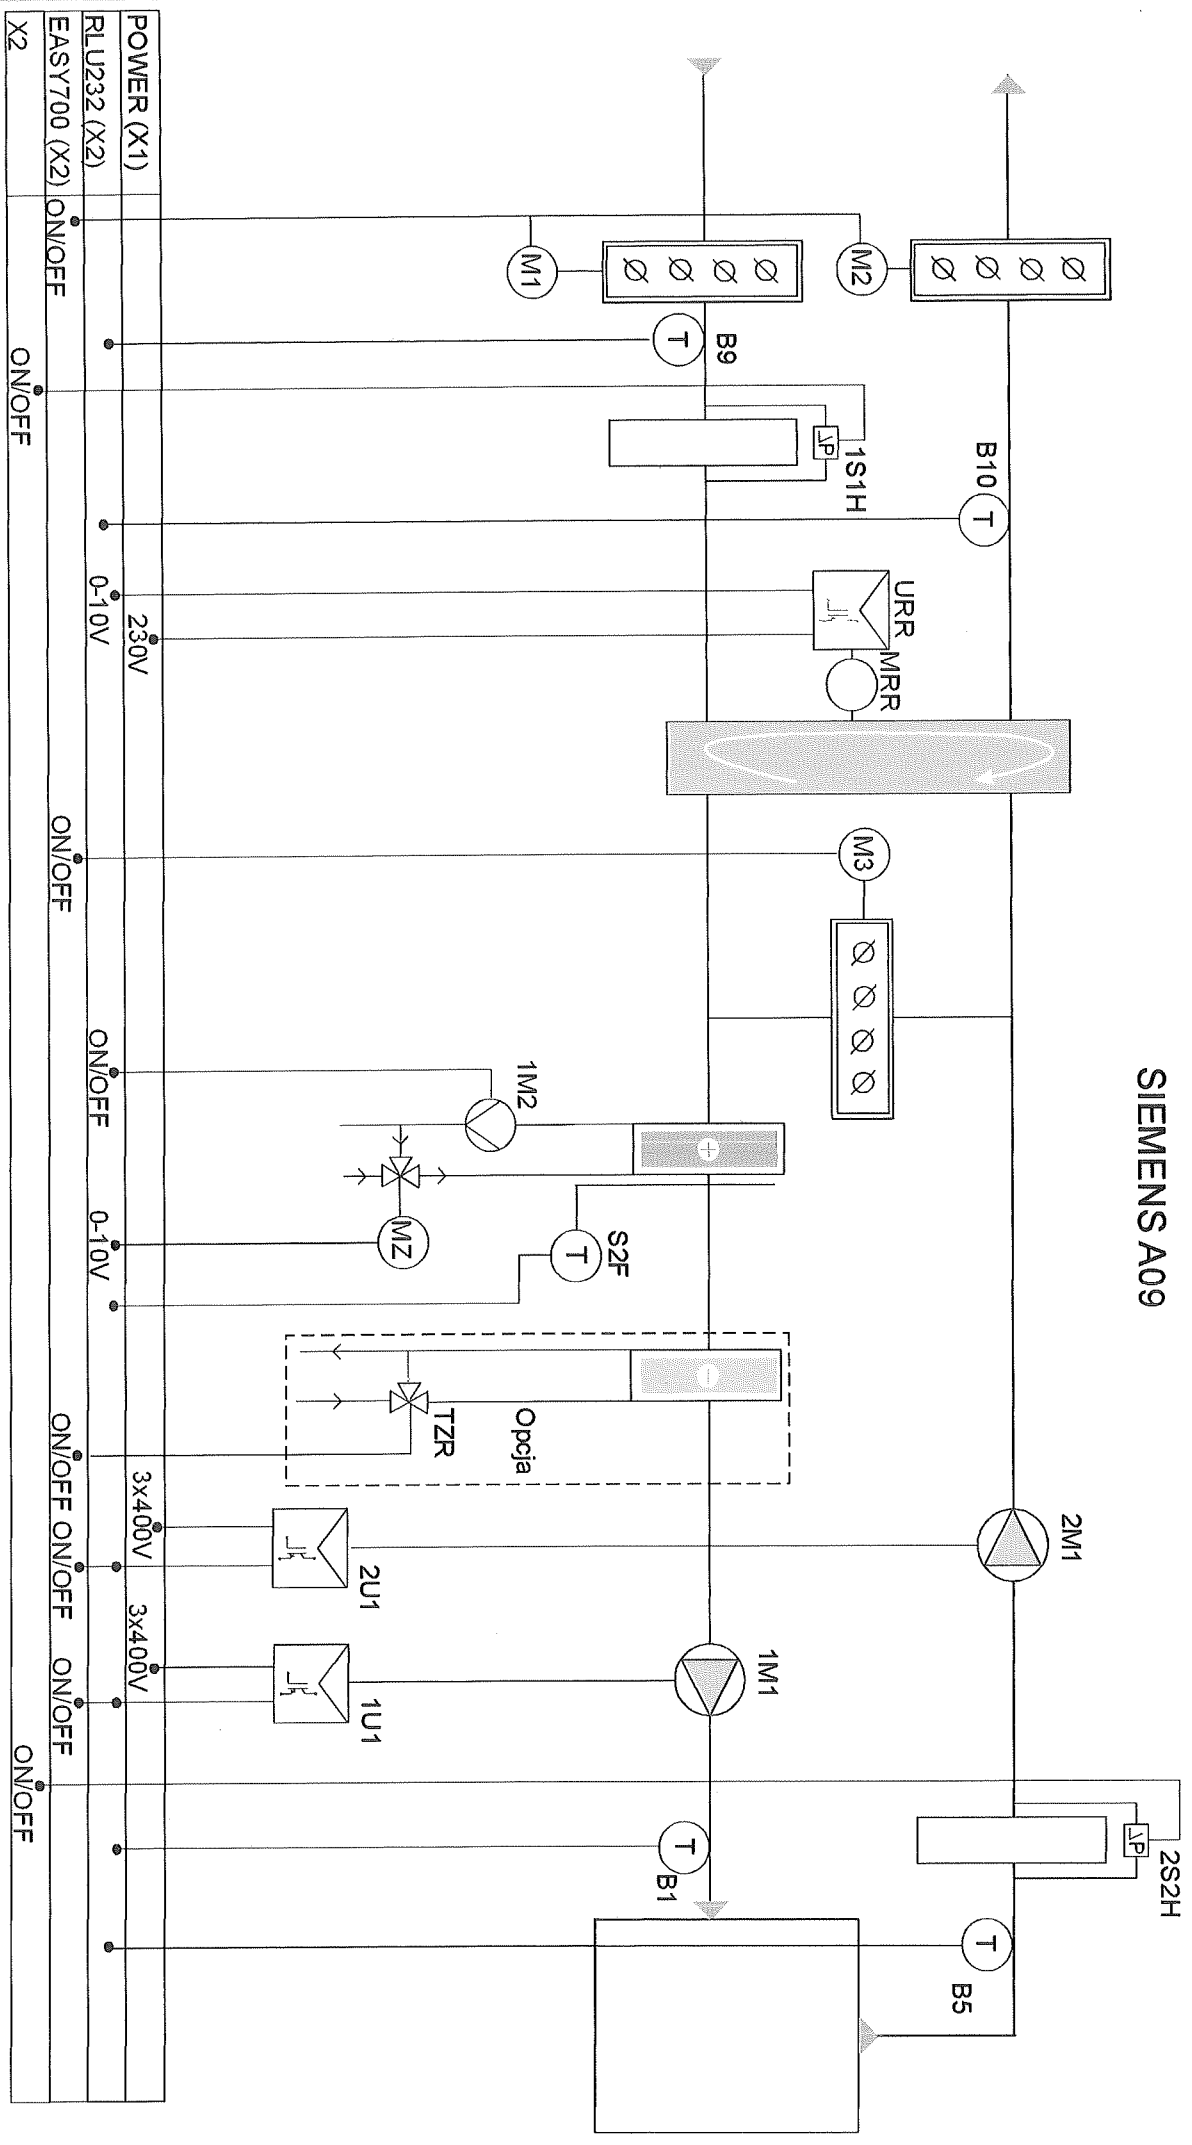 SIEMENS A09
2M1
2S2H
ΔP
M2
B10
T
URR
MRR
M3
T
B5
M1
T
B9
1S1H
ΔP
1M2
MZ
S2F
T
TZR
Opcja
2U1
1U1
1M1
T
B1
POWER (X1)
230V
3x400V
3x400V
RLU232 (X2)
0-10V
ON/OFF
0-10V
EASY700 (X2)
ON/OFF
ON/OFF
ON/OFF
ON/OFF
ON/OFF
X2
ON/OFF
ON/OFF